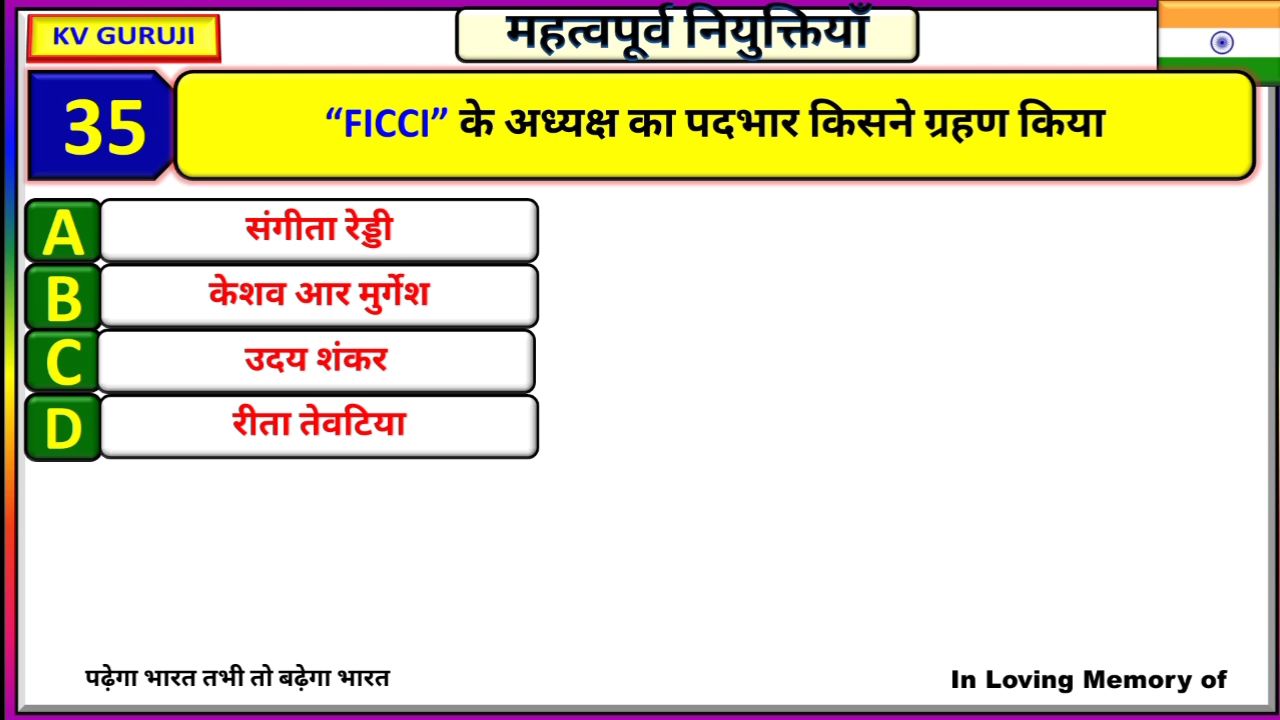 KV GURUJI
महत्वपूर्व नियुक्तियाँ
35
“FICCI” के अध्यक्ष का पदभार किसने ग्रहण किया
A संगीता रेड्डी
B केशव आर मुर्गेश
C उदय शंकर
D रीता तेवटिया
पढ़ेगा भारत तभी तो बढ़ेगा भारत
In Loving Memory of